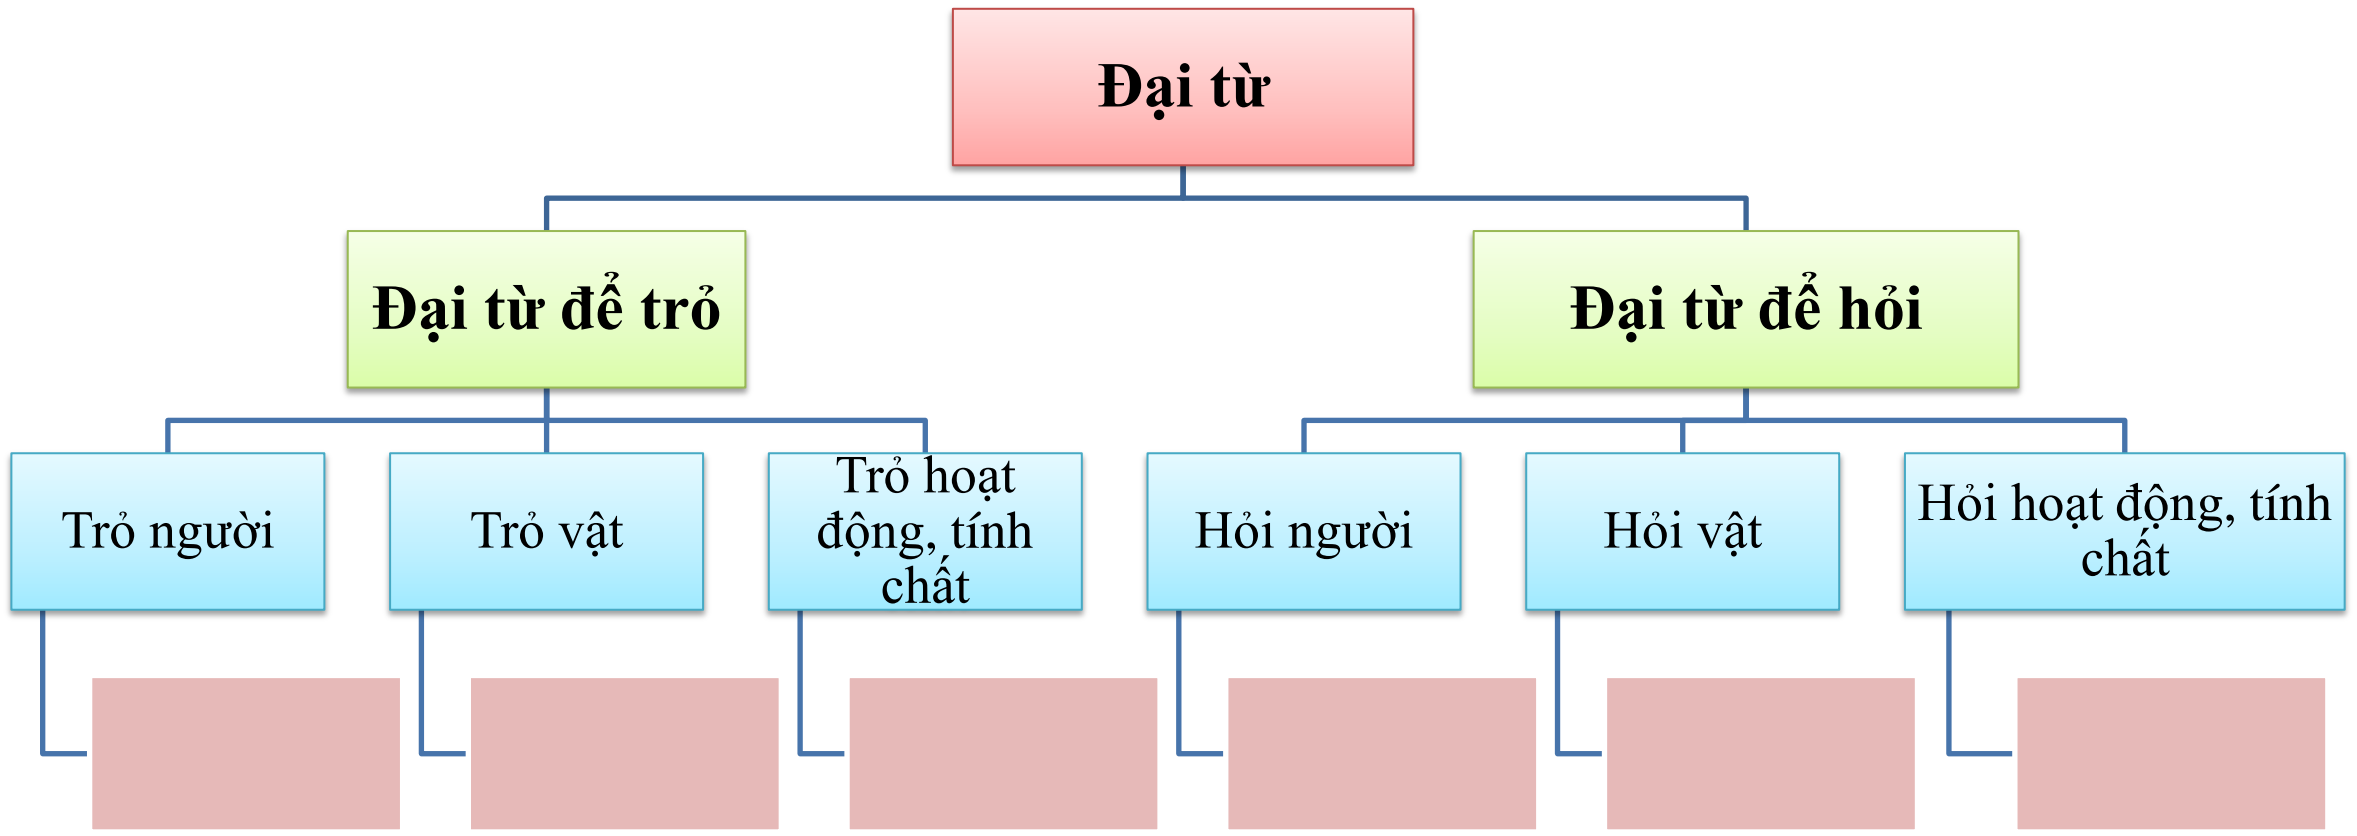 Đại từ
Đại từ để trỏ
Đại từ để hỏi
Trỏ người
Trỏ vật
Trỏ hoạt
động, tính
chất
Hỏi người
Hỏi vật
Hỏi hoạt động, tính
chất